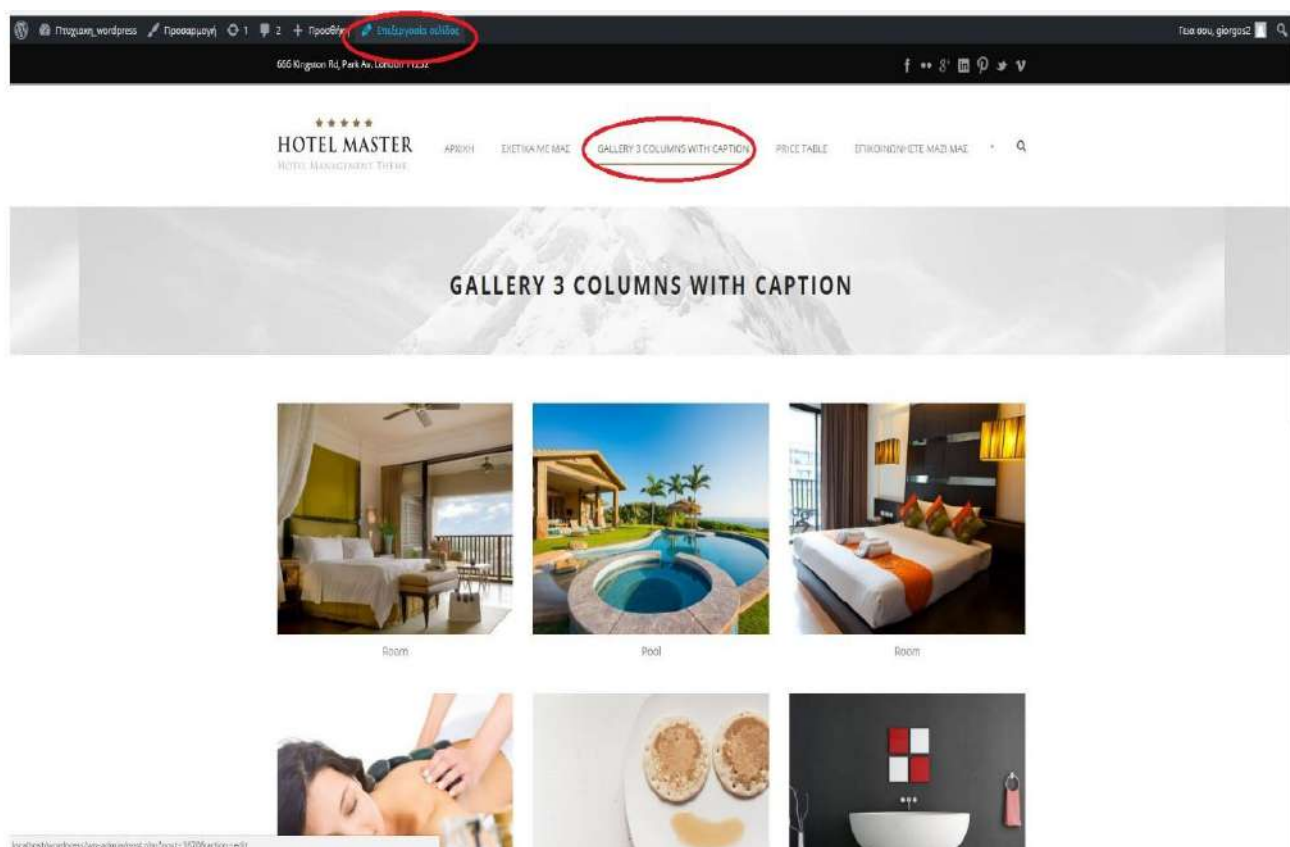 Πτυχιακη_wordpress Προσαρμογή 1 2 + Προσθήκη Επεξεργασία σελίδας Γεια σου, giorgos2
666 Kingston Rd, Park Av. London 11232
HOTEL MASTER
HOTEL MANAGEMENT THEME
ΑΡΧΙΚΗ ΣΧΕΤΙΚΑ ΜΕ ΜΑΣ GALLERY 3 COLUMNS WITH CAPTION PRICE TABLE ΕΠΙΚΟΙΝΩΝΗΣΤΕ ΜΑΖΙ ΜΑΣ
GALLERY 3 COLUMNS WITH CAPTION
Room Pool Room